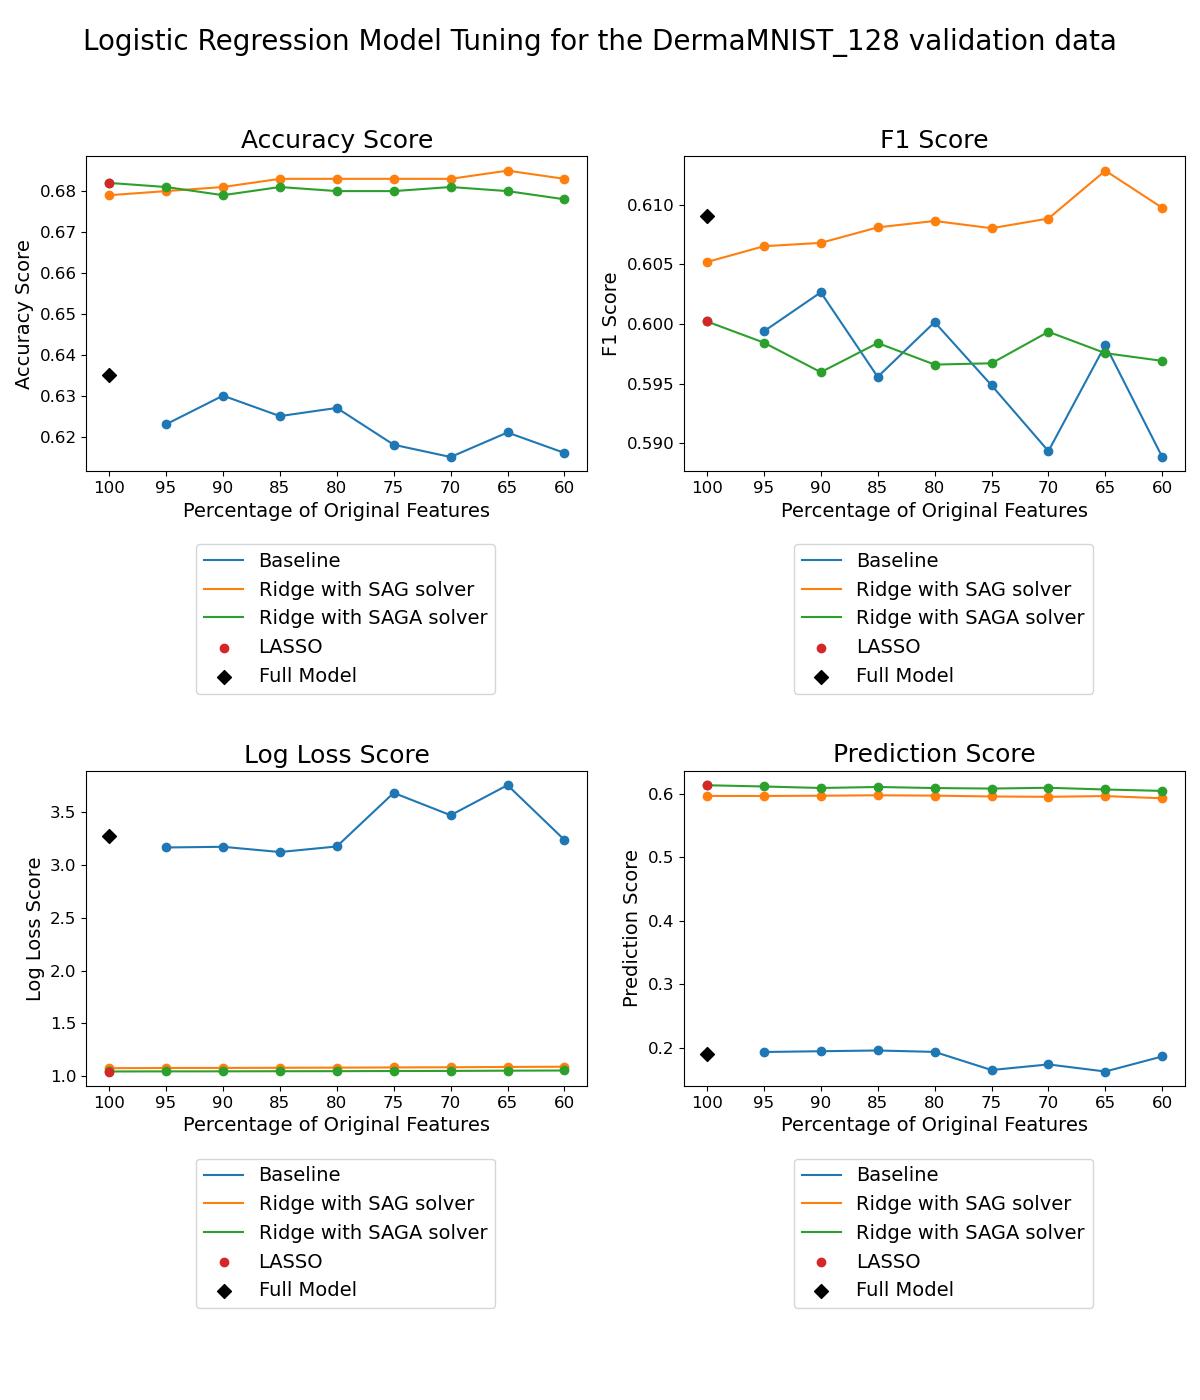 Logistic Regression Model Tuning for the DermaMNIST_128 validation data
Accuracy Score
Accuracy Score
0.68
0.67
0.66
0.65
0.64
0.63
0.62
100 95 90 85 80 75 70 65 60
Percentage of Original Features
Baseline
Ridge with SAG solver
Ridge with SAGA solver
LASSO
Full Model
F1 Score
F1 Score
0.610
0.605
0.600
0.595
0.590
100 95 90 85 80 75 70 65 60
Percentage of Original Features
Baseline
Ridge with SAG solver
Ridge with SAGA solver
LASSO
Full Model
Log Loss Score
Log Loss Score
3.5
3.0
2.5
2.0
1.5
1.0
100 95 90 85 80 75 70 65 60
Percentage of Original Features
Baseline
Ridge with SAG solver
Ridge with SAGA solver
LASSO
Full Model
Prediction Score
Prediction Score
0.6
0.5
0.4
0.3
0.2
100 95 90 85 80 75 70 65 60
Percentage of Original Features
Baseline
Ridge with SAG solver
Ridge with SAGA solver
LASSO
Full Model